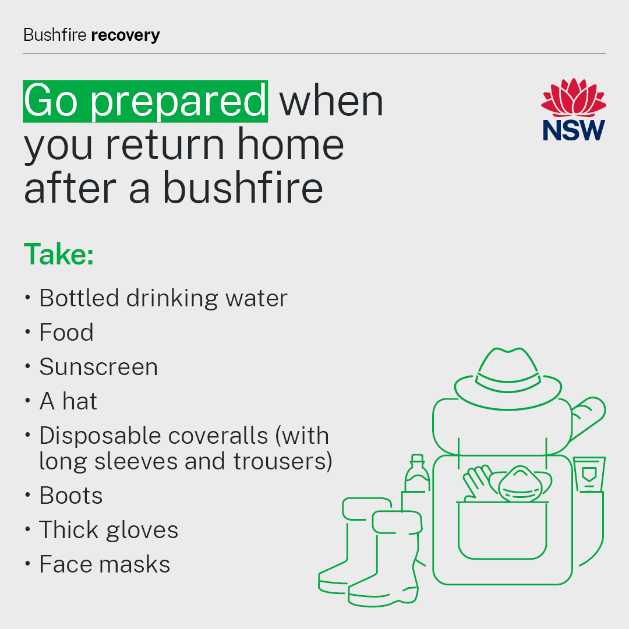 Bushfire recovery
Go prepared when
you return home
after a bushfire
NSW
Take:
• Bottled drinking water
• Food
• Sunscreen
• A hat
• Disposable coveralls (with
long sleeves and trousers)
• Boots
• Thick gloves
• Face masks